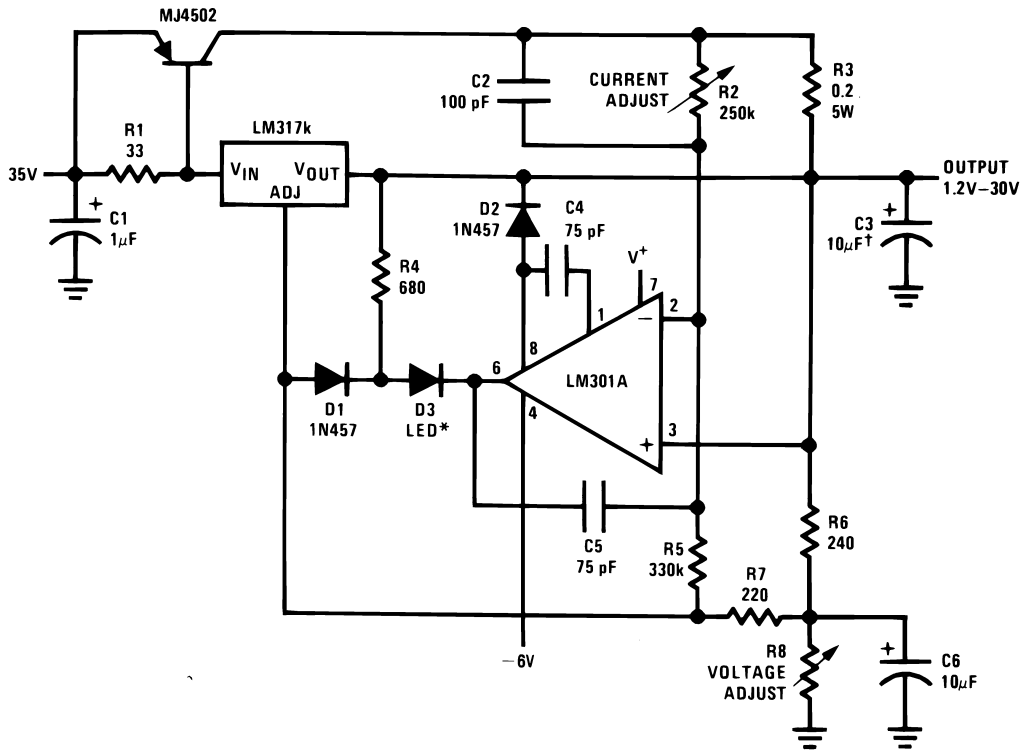 MJ4502
R1
33
35V
C1
1µF
+
LM317k
VIN
VOUT
ADJ
C2
100 pF
CURRENT
ADJUST
R2
250k
R3
0.2
5W
OUTPUT
1.2V–30V
+
C3
10µF†
D2
1N457
C4
75 pF
R4
680
V+
7
1
2
−
8
6
LM301A
4
3
+
D1
1N457
D3
LED*
C5
75 pF
R5
330k
R6
240
R7
220
−6V
R8
VOLTAGE
ADJUST
+
C6
10µF